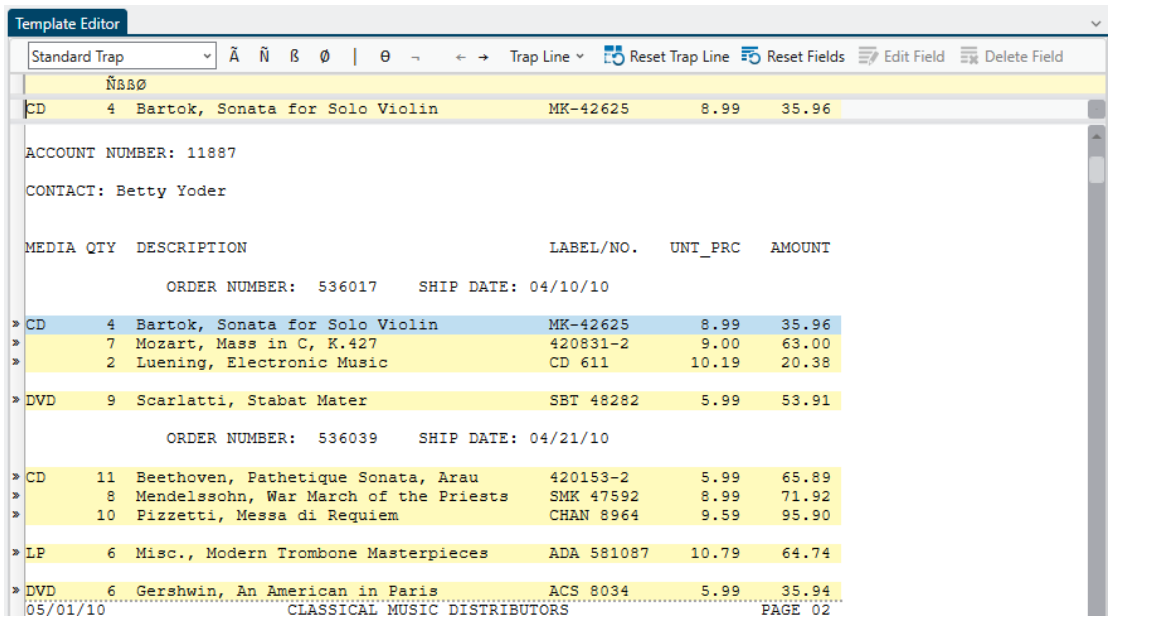 Template Editor
Standard Trap Ã Ñ ß Ø | θ ¬ ← → Trap Line Reset Trap Line Reset Fields Edit Field Delete Field
ÑßßØ
CD 4 Bartok, Sonata for Solo Violin MK-42625 8.99 35.96
ACCOUNT NUMBER: 11887
CONTACT: Betty Yoder
MEDIA QTY DESCRIPTION LABEL/NO. UNT_PRC AMOUNT
ORDER NUMBER: 536017 SHIP DATE: 04/10/10
» CD 4 Bartok, Sonata for Solo Violin MK-42625 8.99 35.96
» 7 Mozart, Mass in C, K.427 420831-2 9.00 63.00
» 2 Luening, Electronic Music CD 611 10.19 20.38
» DVD 9 Scarlatti, Stabat Mater SBT 48282 5.99 53.91
ORDER NUMBER: 536039 SHIP DATE: 04/21/10
» CD 11 Beethoven, Pathetique Sonata, Arau 420153-2 5.99 65.89
» 8 Mendelssohn, War March of the Priests SMK 47592 8.99 71.92
» 10 Pizzetti, Messa di Requiem CHAN 8964 9.59 95.90
» LP 6 Misc., Modern Trombone Masterpieces ADA 581087 10.79 64.74
» DVD 6 Gershwin, An American in Paris ACS 8034 5.99 35.94
05/01/10 CLASSICAL MUSIC DISTRIBUTORS PAGE 02